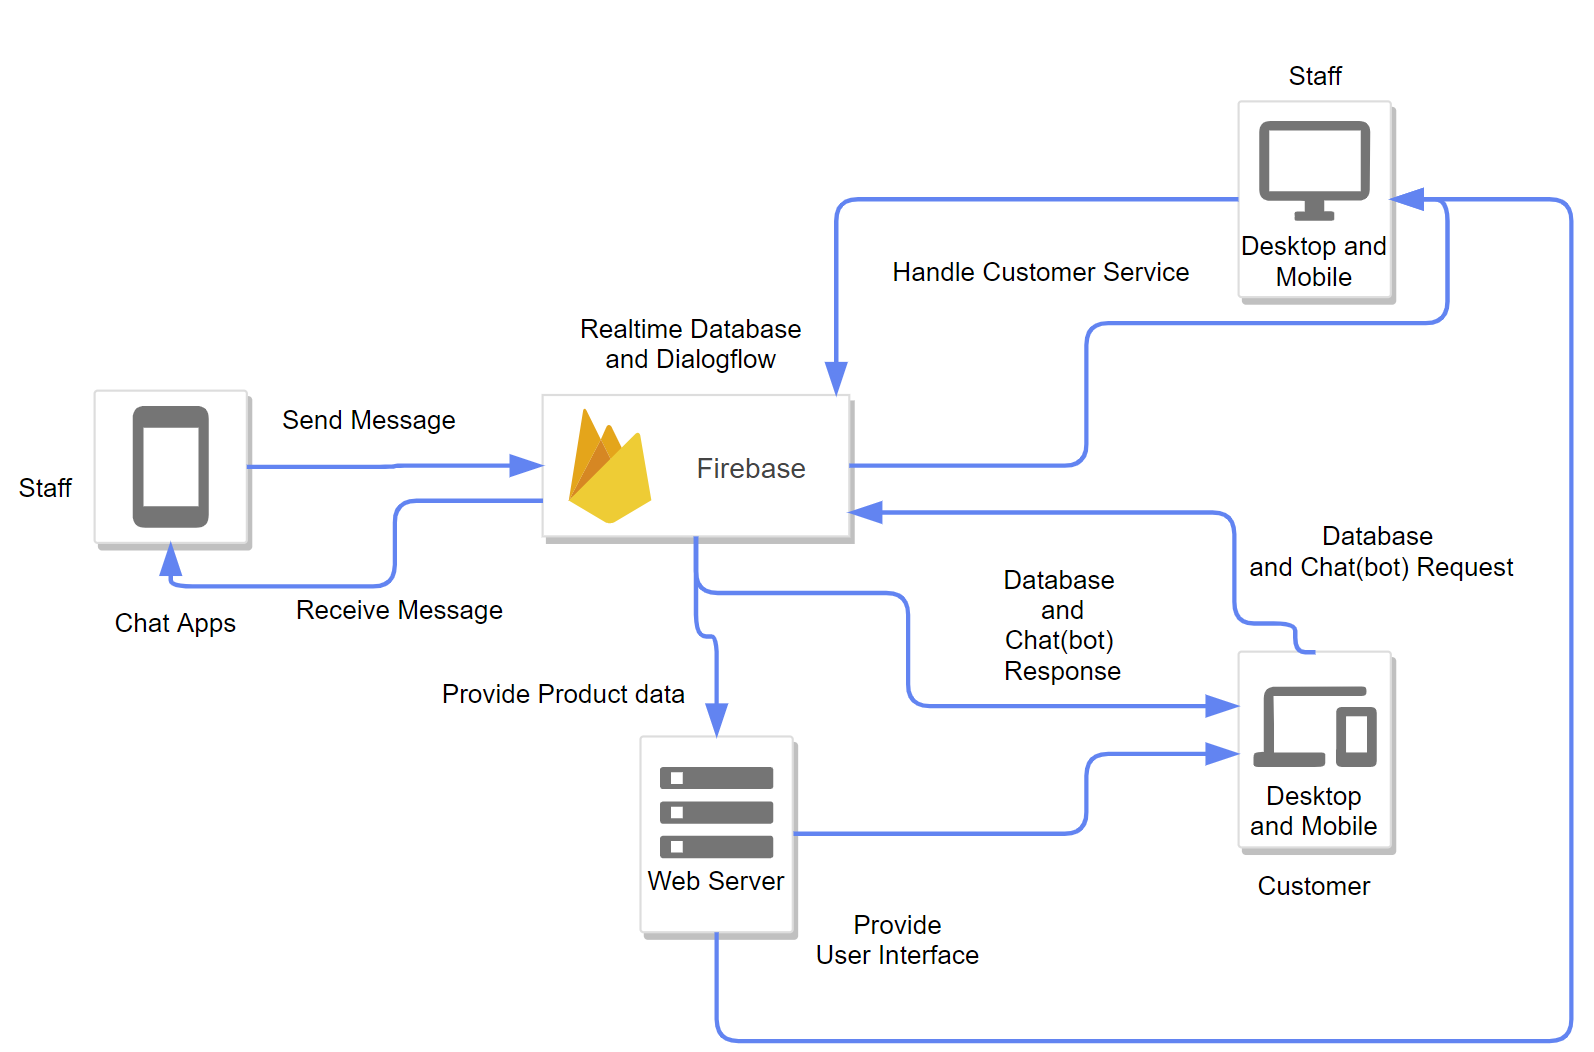 Staff
Desktop and
Mobile
Handle Customer Service
Realtime Database
and Dialogflow
Send Message
Firebase
Staff
Database
and Chat(bot) Request
Database
and
Chat(bot)
Response
Receive Message
Chat Apps
Provide Product data
Desktop
and Mobile
Web Server
Customer
Provide
User Interface